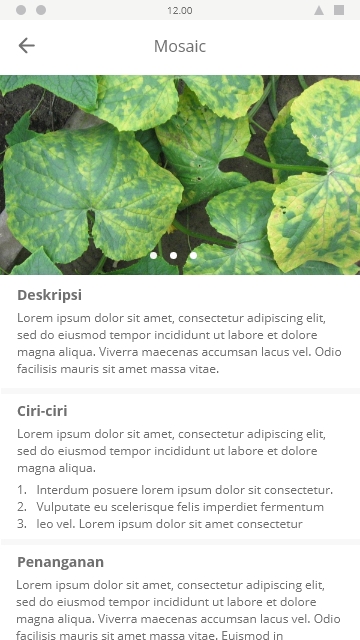 12.00
Mosaic
Deskripsi
Lorem ipsum dolor sit amet, consectetur adipiscing elit,
sed do eiusmod tempor incididunt ut labore et dolore
magna aliqua. Viverra maecenas accumsan lacus vel. Odio
facilisis mauris sit amet massa vitae.
Ciri-ciri
Lorem ipsum dolor sit amet, consectetur adipiscing elit,
sed do eiusmod tempor incididunt ut labore et dolore
magna aliqua.
1. Interdum posuere lorem ipsum dolor sit consectetur.
2. Vulputate eu scelerisque felis imperdiet fermentum
3. leo vel. Lorem ipsum dolor sit amet consectetur
Penanganan
Lorem ipsum dolor sit amet, consectetur adipiscing elit,
sed do eiusmod tempor incididunt ut labore et dolore
magna aliqua. Viverra maecenas accumsan lacus vel. Odio
facilisis mauris sit amet massa vitae. Euismod in